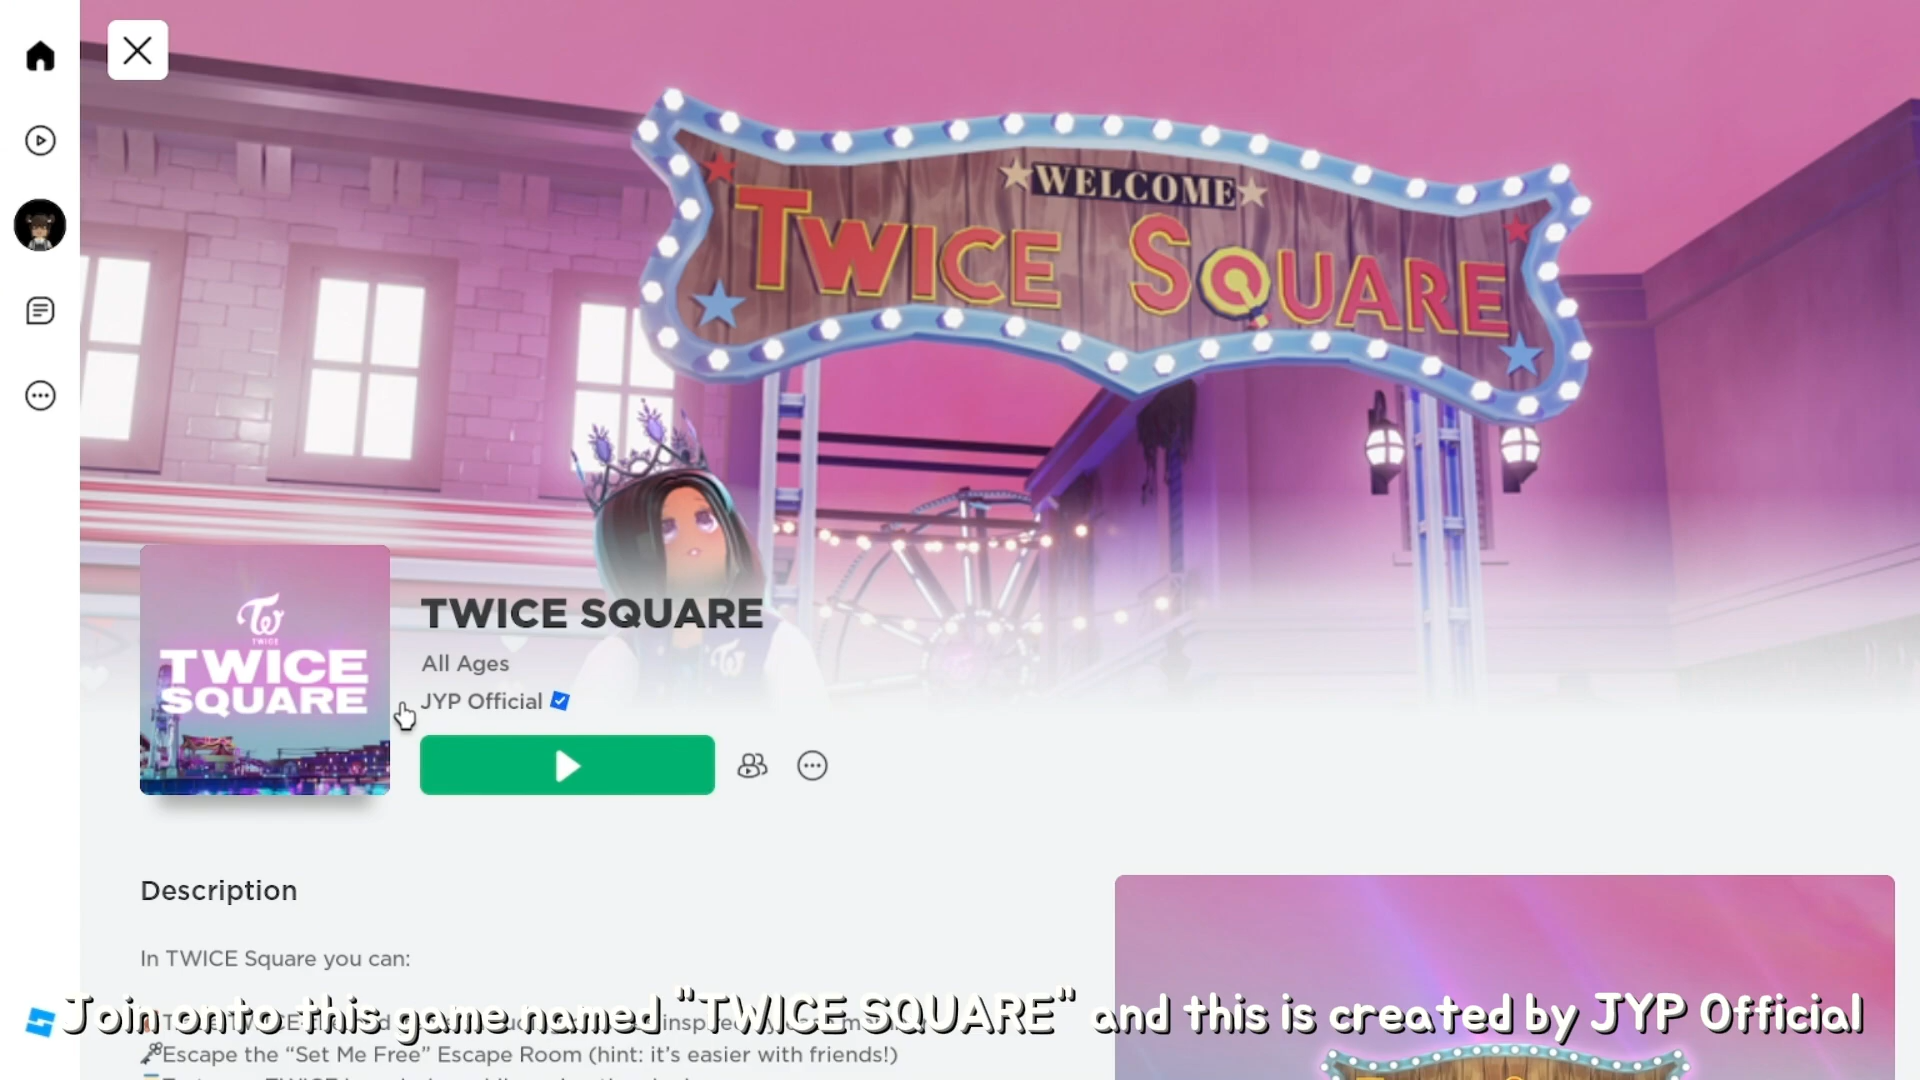 WELCOME
TWICE SQUARE
TWICE
TWICE
SQUARE
TWICE SQUARE
All Ages
JYP Official
Description
In TWICE Square you can:
Join onto this game named "TWICE SQUARE" and this is created by JYP Official
Escape the “Set Me Free” Escape Room (hint: it’s easier with friends!)